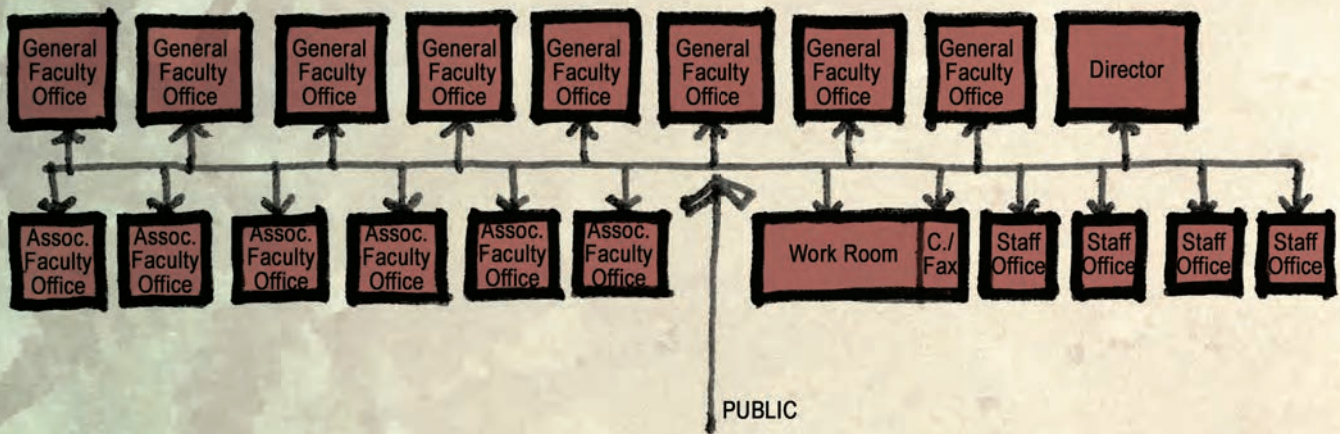 General
Faculty
Office
General
Faculty
Office
General
Faculty
Office
General
Faculty
Office
General
Faculty
Office
General
Faculty
Office
General
Faculty
Office
General
Faculty
Office
Director
Assoc.
Faculty
Office
Assoc.
Faculty
Office
Assoc.
Faculty
Office
Assoc.
Faculty
Office
Assoc.
Faculty
Office
Assoc.
Faculty
Office
Work Room
C./
Fax
Staff
Office
Staff
Office
Staff
Office
Staff
Office
PUBLIC